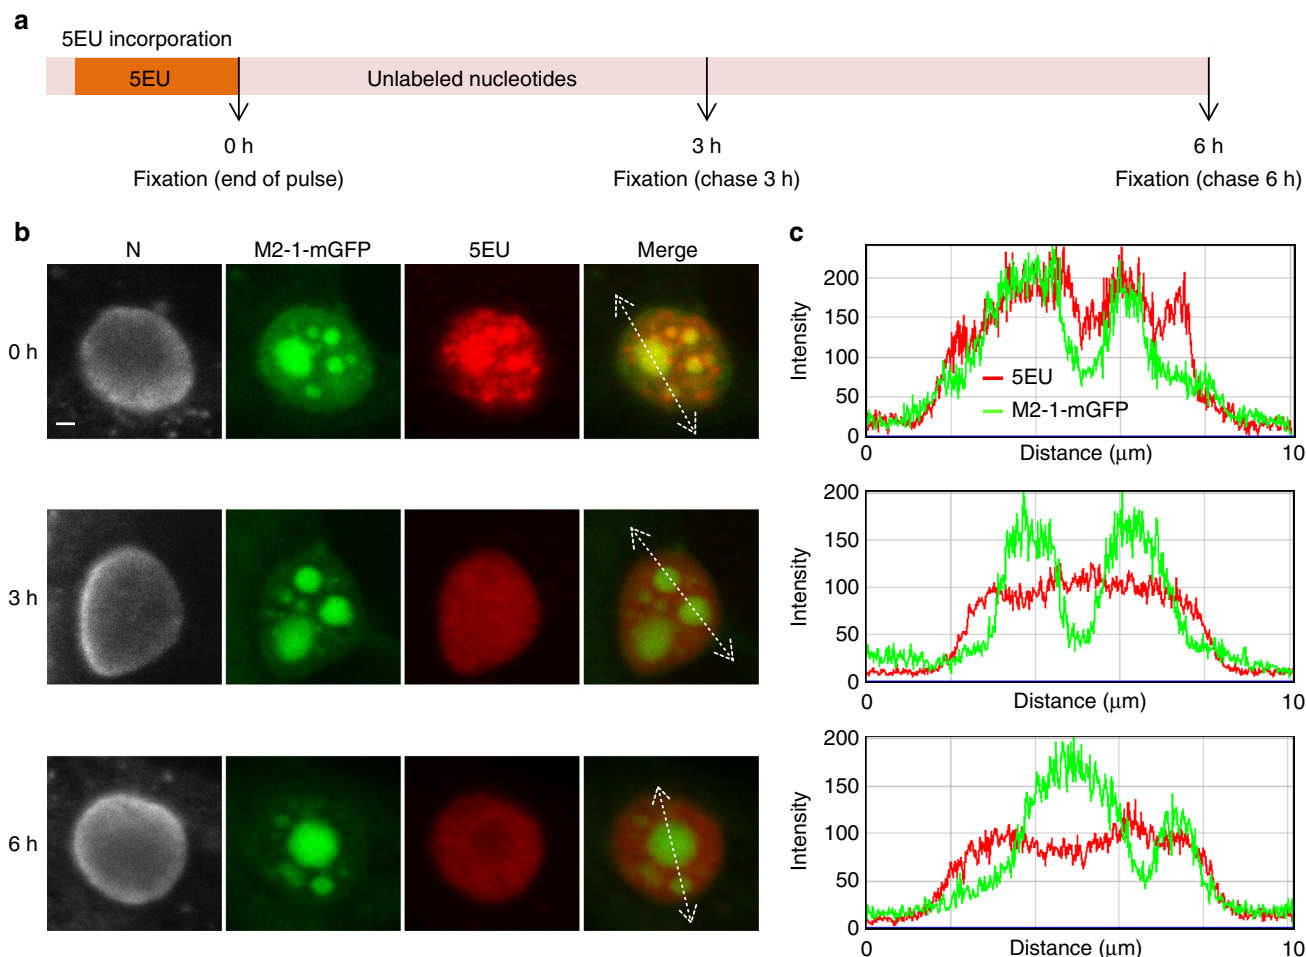 a
5EU incorporation
5EU
Unlabeled nucleotides
0 h
3 h
6 h
Fixation (end of pulse)
Fixation (chase 3 h)
Fixation (chase 6 h)
b
N
M2-1-mGFP
5EU
Merge
0 h
3 h
6 h
c
200
150
100
50
0
Intensity
5EU
M2-1-mGFP
0
Distance (μm)
10
200
150
100
50
0
Intensity
0
Distance (μm)
10
200
150
100
50
0
Intensity
0
Distance (μm)
10